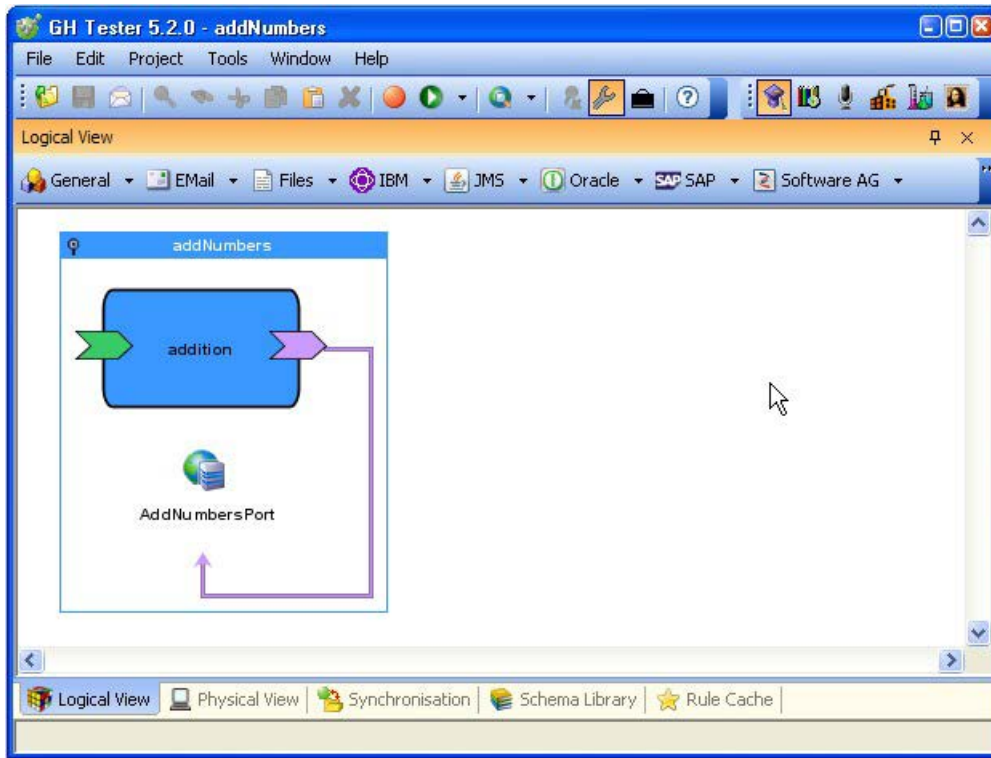 GH Tester 5.2.0 - addNumbers
File Edit Project Tools Window Help
Logical View
General EMail Files IBM JMS Oracle SAP SAP Software AG
addNumbers
addition
AddNumbersPort
Logical View Physical View Synchronisation Schema Library Rule Cache